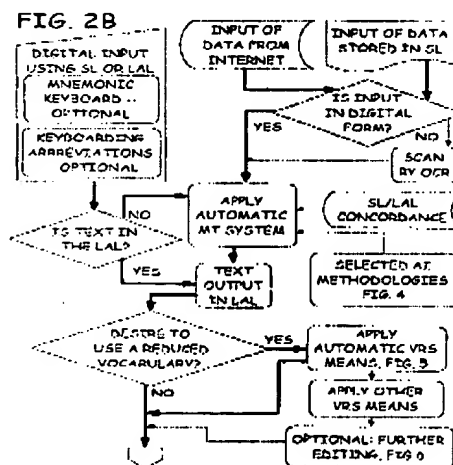 FIG. 2B
DIGITAL INPUT
USING SL OR LAL
MNEMONIC
KEYBOARD --
OPTIONAL
KEYBOARDING
ABBREVIATIONS
OPTIONAL
INPUT OF
DATA FROM
INTERNET
INPUT OF DATA
STORED IN SL
IS INPUT
IN DIGITAL
FORM?
YES
NO
SCAN
BY OCR
IS TEXT IN
THE LAL?
NO
YES
APPLY
AUTOMATIC
MT SYSTEM
SL/LAL
CONCORDANCE
SELECTED AI
METHODOLOGIES
FIG. 4
TEXT
OUTPUT
IN LAL
DESIRE TO
USE A REDUCED
VOCABULARY?
YES
NO
APPLY
AUTOMATIC VRS
MEANS, FIG.
APPLY OTHER
VRS MEANS
OPTIONAL: FURTHER
EDITING, FIG